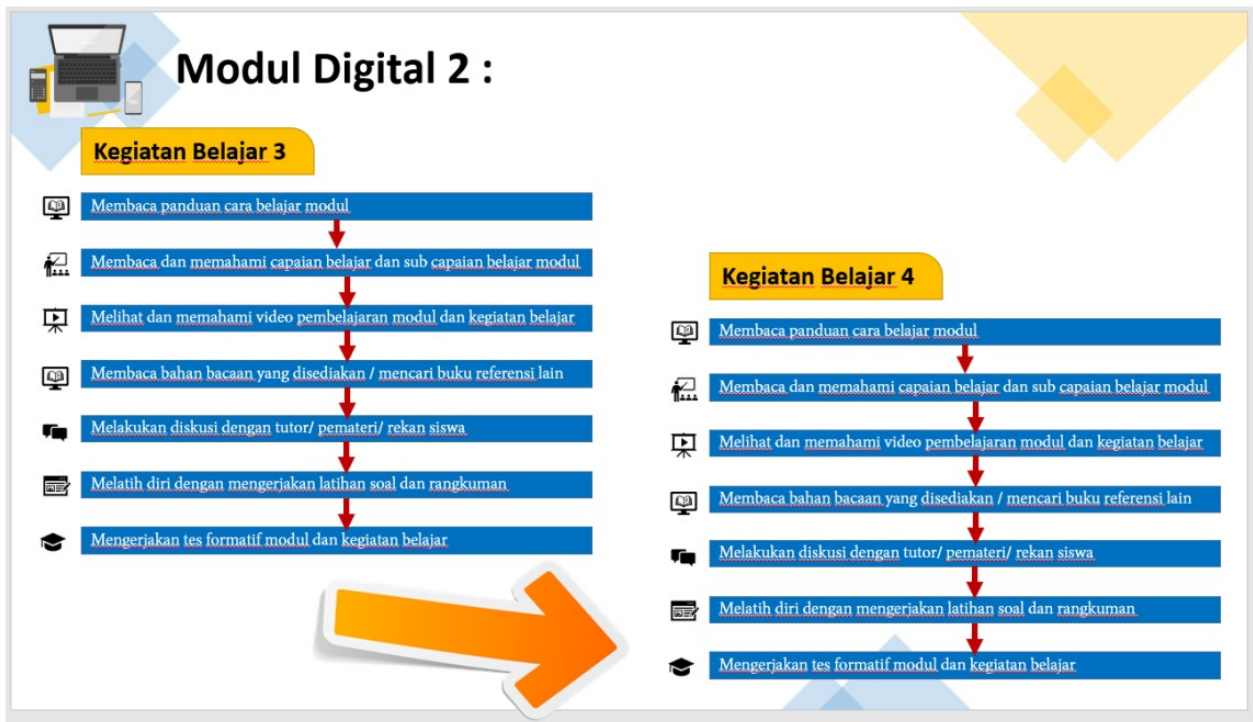 Modul Digital 2 :
Kegiatan Belajar 3
Membaca panduan cara belajar modul
Membaca dan memahami capaian belajar dan sub capaian belajar modul
Melihat dan memahami video pembelajaran modul dan kegiatan belajar
Membaca bahan bacaan yang disediakan / mencari buku referensi lain
Melakukan diskusi dengan tutor/ pemateri/ rekan siswa
Melatih diri dengan mengerjakan latihan soal dan rangkuman
Mengerjakan tes formatif modul dan kegiatan belajar
Kegiatan Belajar 4
Membaca panduan cara belajar modul
Membaca dan memahami capaian belajar dan sub capaian belajar modul
Melihat dan memahami video pembelajaran modul dan kegiatan belajar
Membaca bahan bacaan yang disediakan / mencari buku referensi lain
Melakukan diskusi dengan tutor/ pemateri/ rekan siswa
Melatih diri dengan mengerjakan latihan soal dan rangkuman
Mengerjakan tes formatif modul dan kegiatan belajar